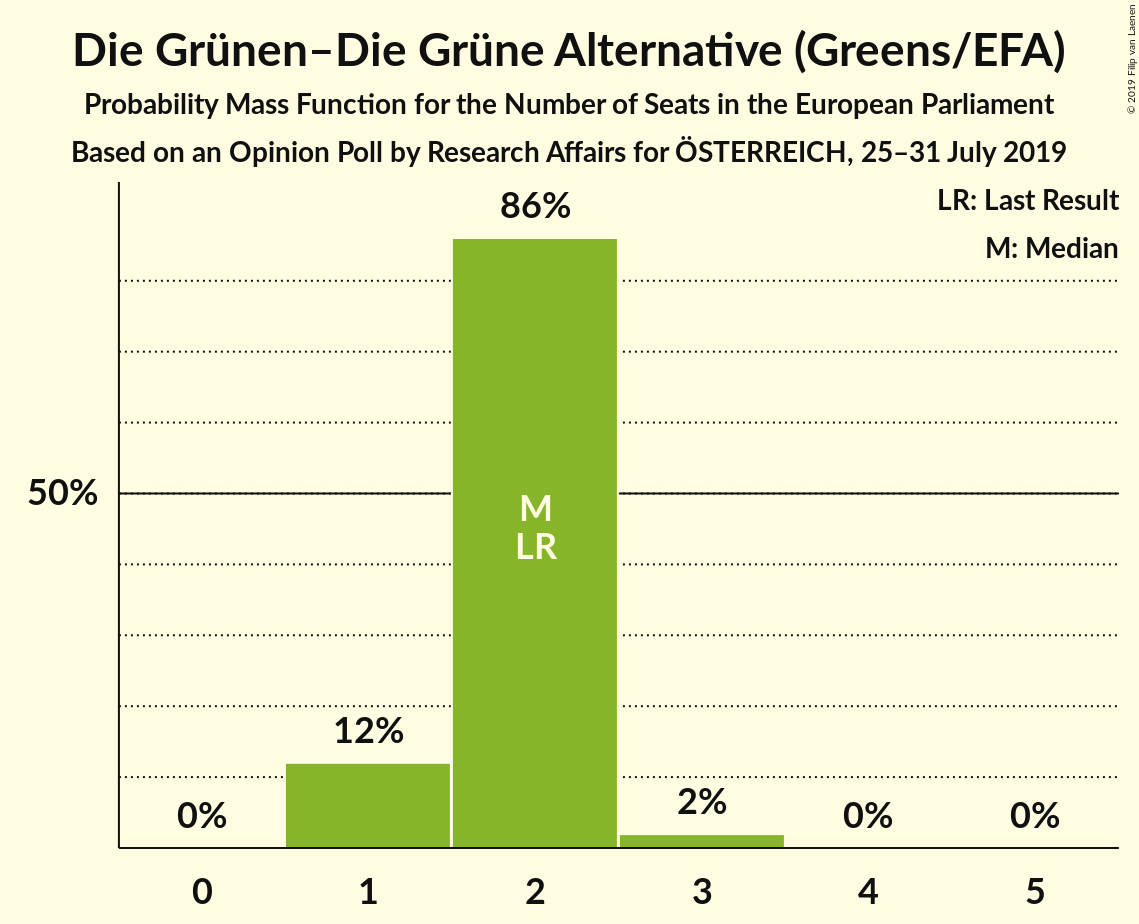 Die Grünen–Die Grüne Alternative (Greens/EFA)
Probability Mass Function for the Number of Seats in the European Parliament
Based on an Opinion Poll by Research Affairs for ÖSTERREICH, 25–31 July 2019
© 2019 Filip van Laenen
LR: Last Result
M: Median
86%
50%
M
LR
12%
0%
2%
0%
0%
0 1 2 3 4 5